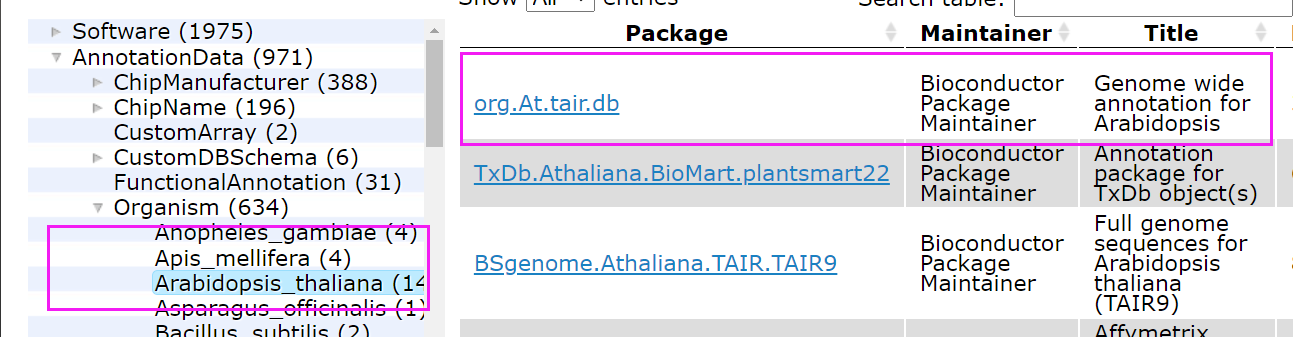 Show All entries
Search table:
Software (1975)
AnnotationData (971)
ChipManufacturer (388)
ChipName (196)
CustomArray (2)
CustomDBSchema (6)
FunctionalAnnotation (31)
Organism (634)
Anopheles_gambiae (4)
Apis_mellifera (4)
Arabidopsis_thaliana (14
Asparagus_officinalis (1)
Bacillus_subtilis (2)
Package
Maintainer
Title
org.At.tair.db
Bioconductor
Package
Maintainer
Genome wide
annotation for
Arabidopsis
TxDb.Athaliana.BioMart.plantsmart22
Bioconductor
Package
Maintainer
Annotation
package for
TxDb object(s)
BSgenome.Athaliana.TAIR.TAIR9
Bioconductor
Package
Maintainer
Full genome
sequences for
Arabidopsis
thaliana
(TAIR9)
Affymetrix